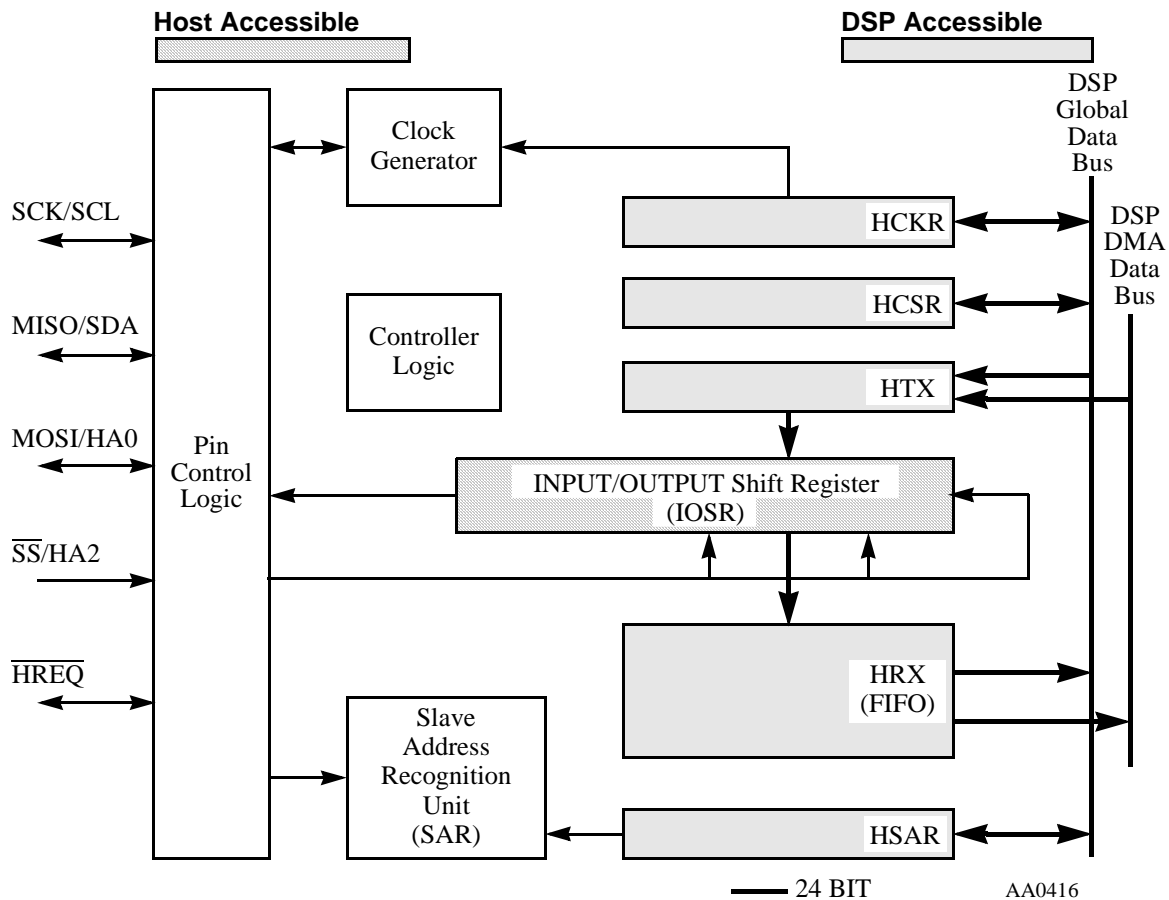 Host Accessible
DSP Accessible
DSP
Global
Data
Bus
DSP
DMA
Data
Bus
Clock
Generator
HCKR
SCK/SCL
HCSR
MISO/SDA
Controller
Logic
HTX
MOSI/HA0
Pin
Control
Logic
INPUT/OUTPUT Shift Register
(IOSR)
SS/HA2
HREQ
HRX
(FIFO)
Slave
Address
Recognition
Unit
(SAR)
HSAR
24 BIT
AA0416